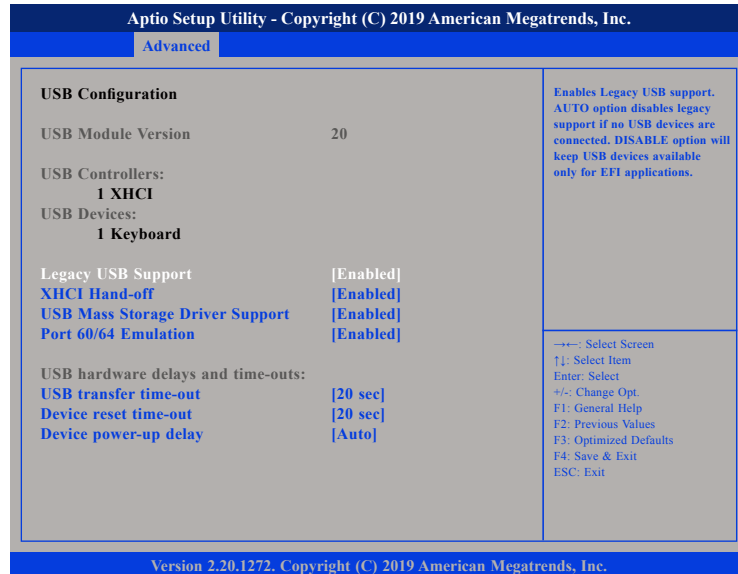 Aptio Setup Utility - Copyright (C) 2019 American Megatrends, Inc.
Advanced
USB Configuration
USB Module Version 20
USB Controllers:
1 XHCI
USB Devices:
1 Keyboard
Legacy USB Support [Enabled]
XHCI Hand-off [Enabled]
USB Mass Storage Driver Support [Enabled]
Port 60/64 Emulation [Enabled]
USB hardware delays and time-outs:
USB transfer time-out [20 sec]
Device reset time-out [20 sec]
Device power-up delay [Auto]
Enables Legacy USB support.
AUTO option disables legacy
support if no USB devices are
connected. DISABLE option will
keep USB devices available
only for EFI applications.
→←: Select Screen
↑↓: Select Item
Enter: Select
+/-: Change Opt.
F1: General Help
F2: Previous Values
F3: Optimized Defaults
F4: Save & Exit
ESC: Exit
Version 2.20.1272. Copyright (C) 2019 American Megatrends, Inc.